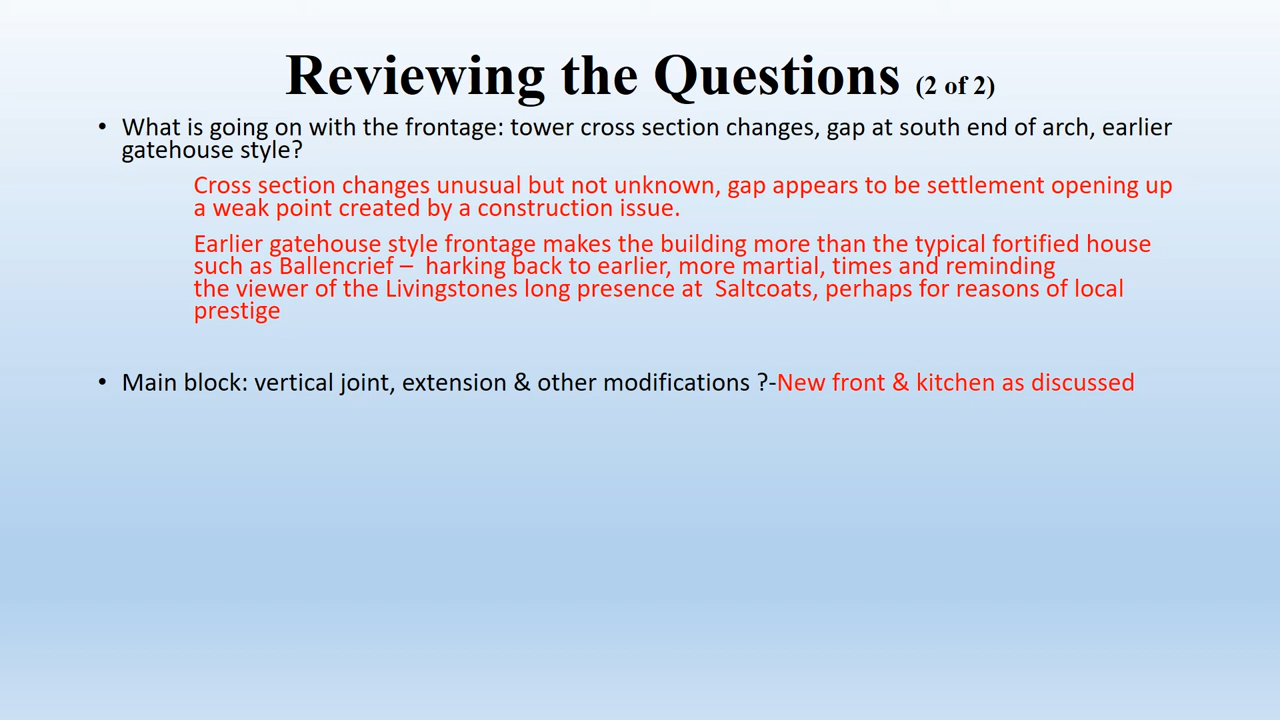 Reviewing the Questions (2 of 2)
• What is going on with the frontage: tower cross section changes, gap at south end of arch, earlier
gatehouse style?
Cross section changes unusual but not unknown, gap appears to be settlement opening up
a weak point created by a construction issue.
Earlier gatehouse style frontage makes the building more than the typical fortified house
such as Ballencrief –  harking back to earlier, more martial, times and reminding
the viewer of the Livingstones long presence at  Saltcoats, perhaps for reasons of local
prestige
• Main block: vertical joint, extension & other modifications ?-New front & kitchen as discussed